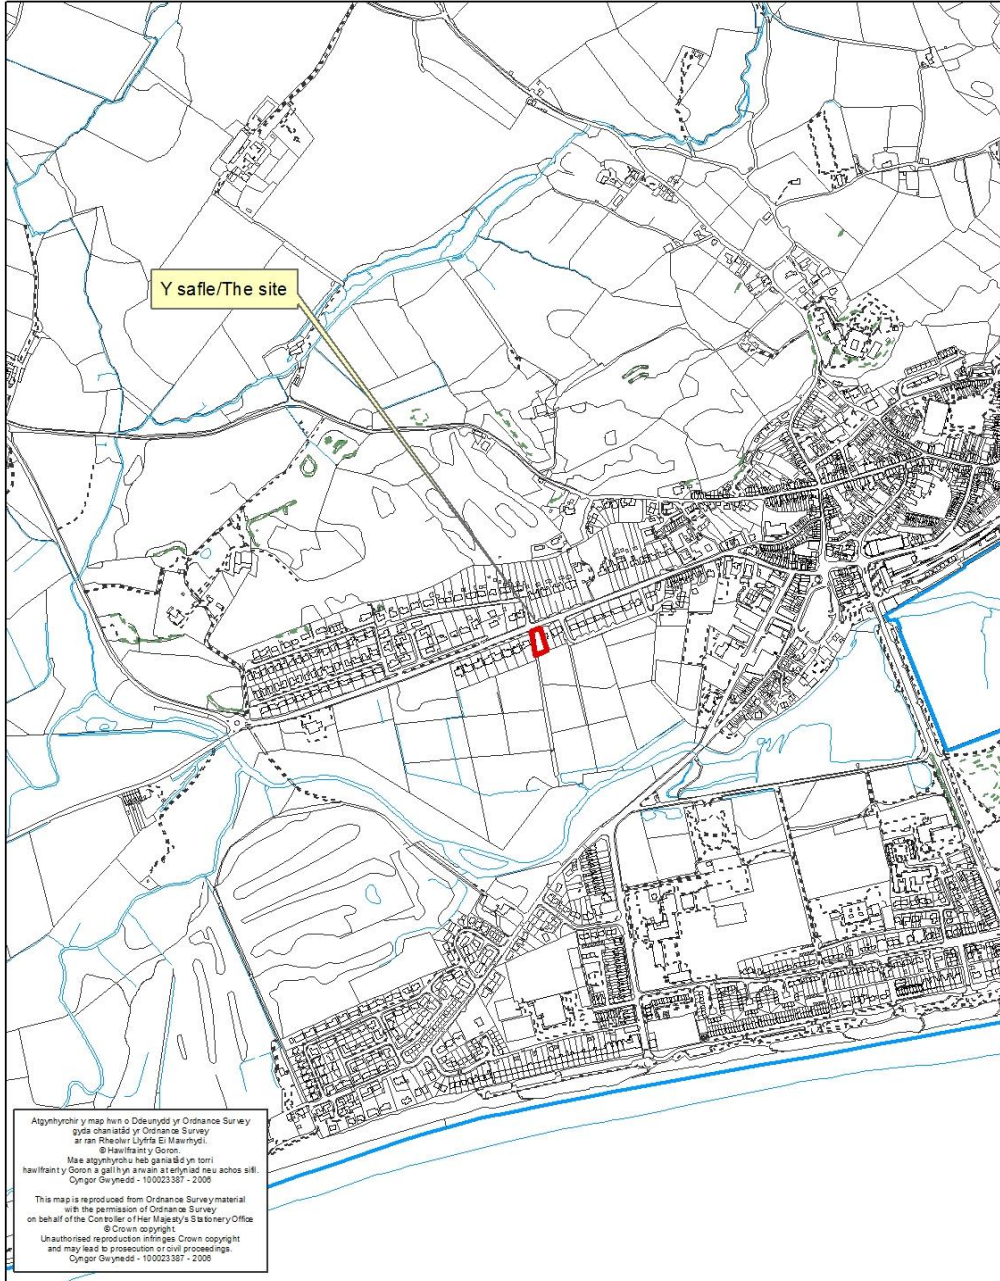 Y safle/The site
Atgynhyrchir y map hwn o Ddeunydd yr Ordnance Survey
gyda chaniatâd yr Ordnance Survey
ar ran Rheolwr Llyfrfa Ei Mawrhydi.
© Hawlfraint y Goron.
Mae atgynhyrchu heb ganiatâd yn torri
hawlfraint y Goron a gall hyn arwain at erlyniad neu achos sifil.
Cyngor Gwynedd - 100023387 - 2006
This map is reproduced from Ordnance Survey material
with the permission of Ordnance Survey
on behalf of the Controller of Her Majesty's Stationery Office
© Crown copyright.
Unauthorised reproduction infringes Crown copyright
and may lead to prosecution or civil proceedings.
Cyngor Gwynedd - 100023387 - 2006